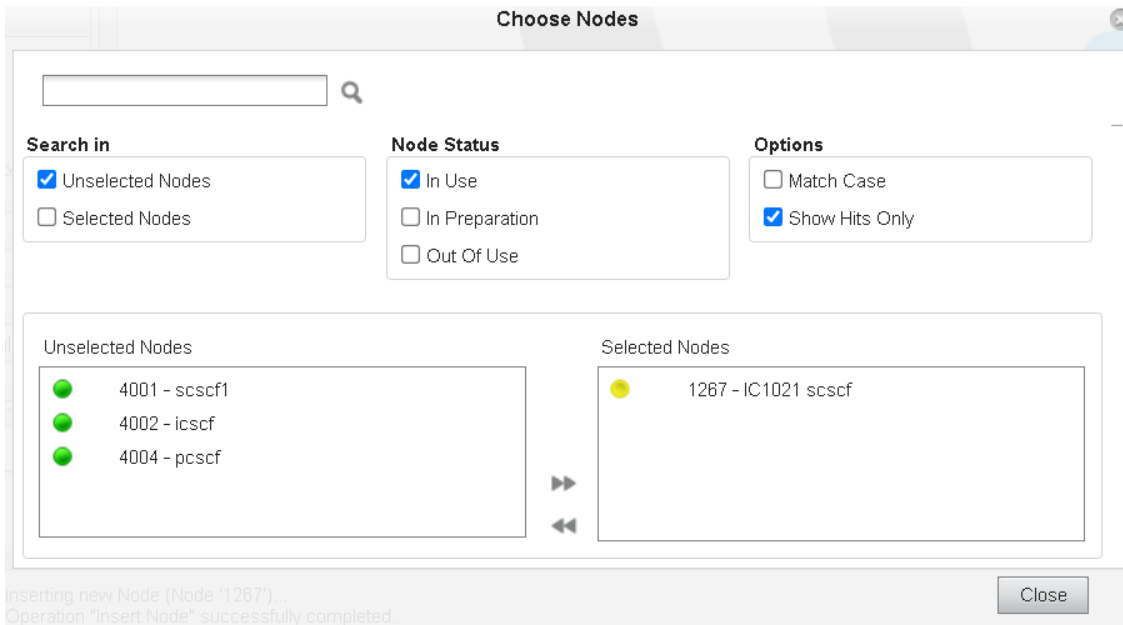 Choose Nodes
Search in
Unselected Nodes
Selected Nodes
Node Status
In Use
In Preparation
Out Of Use
Options
Match Case
Show Hits Only
Unselected Nodes
4001 - scscf1
4002 - icscf
4004 - pcscf
Selected Nodes
1267 - IC1021 scscf
Close
Inserting new Node (Node '1267')...
Operation "Insert Node" successfully completed.